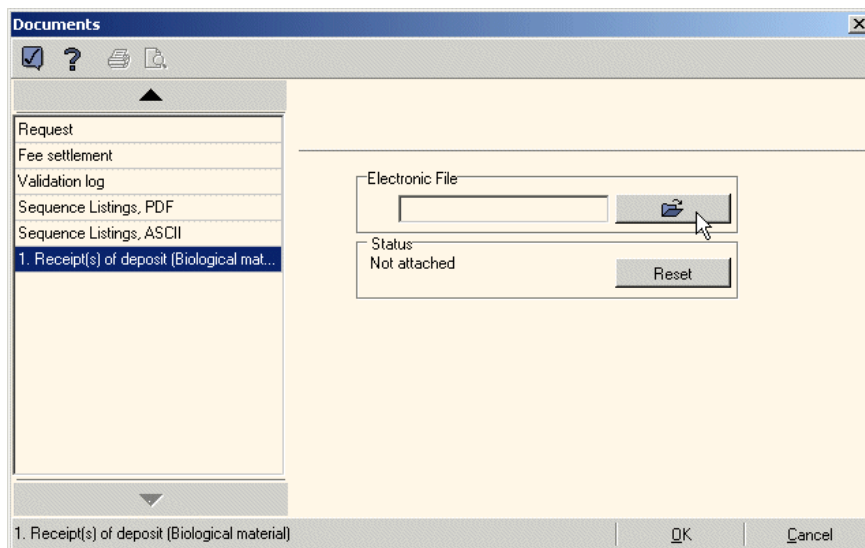 Documents
Request
Fee settlement
Validation log
Sequence Listings, PDF
Sequence Listings, ASCII
1. Receipt(s) of deposit (Biological mat...
Electronic File
Status
Not attached
Reset
1. Receipt(s) of deposit (Biological material)
OK
Cancel